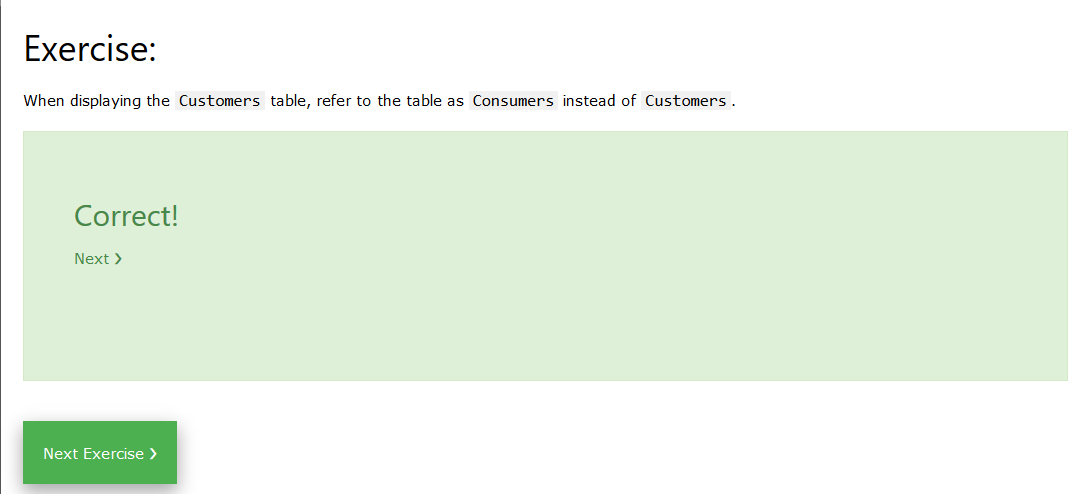 Exercise:
When displaying the Customers table, refer to the table as Consumers instead of Customers.
Correct!
Next ❯
Next Exercise ❯